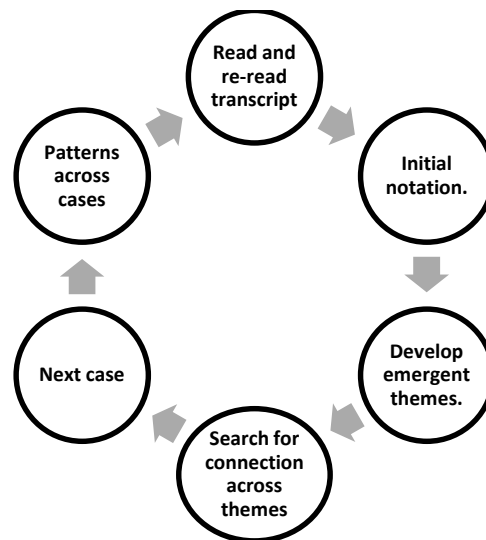 Read and
re-read
transcript
Initial
notation.
Develop
emergent
themes.
Search for
connection
across
themes
Next case
Patterns
across
cases